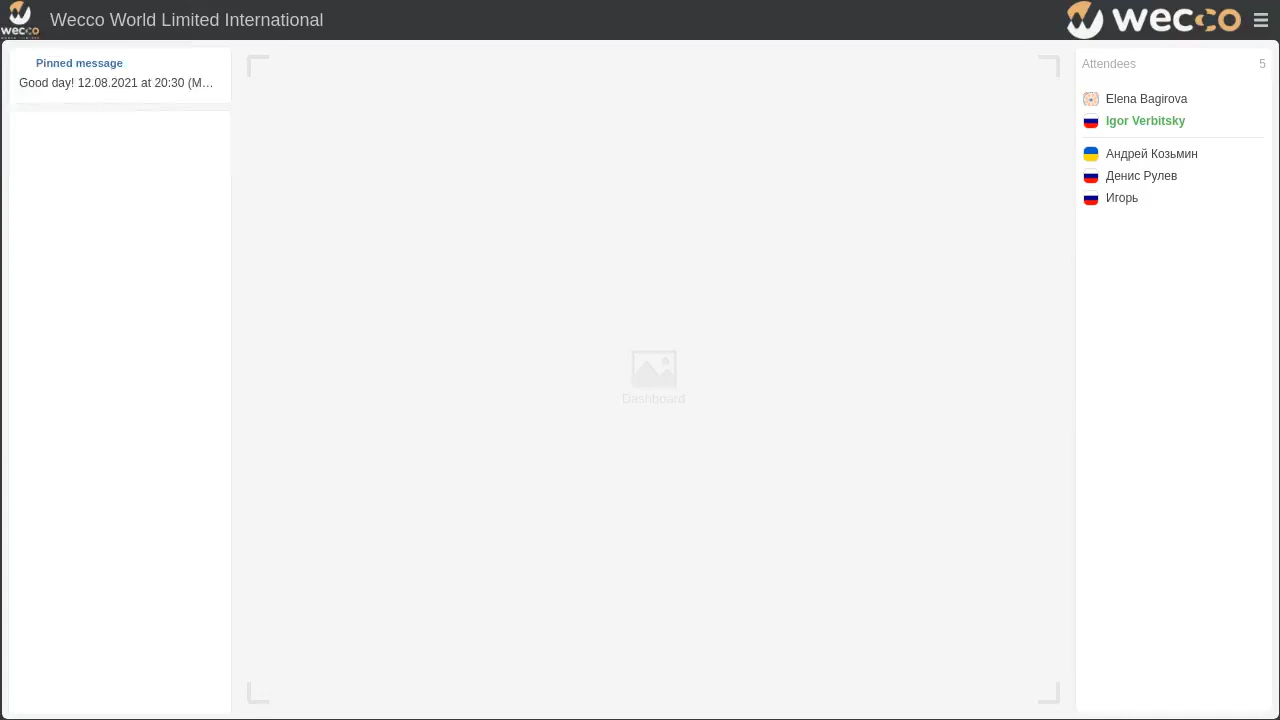 wecco
Wecco World Limited International
wecco
Pinned message
Good day! 12.08.2021 at 20:30 (M…
Dashboard
Attendees 5
Elena Bagirova
Igor Verbitsky
Андрей Козьмин
Денис Рулев
Игорь